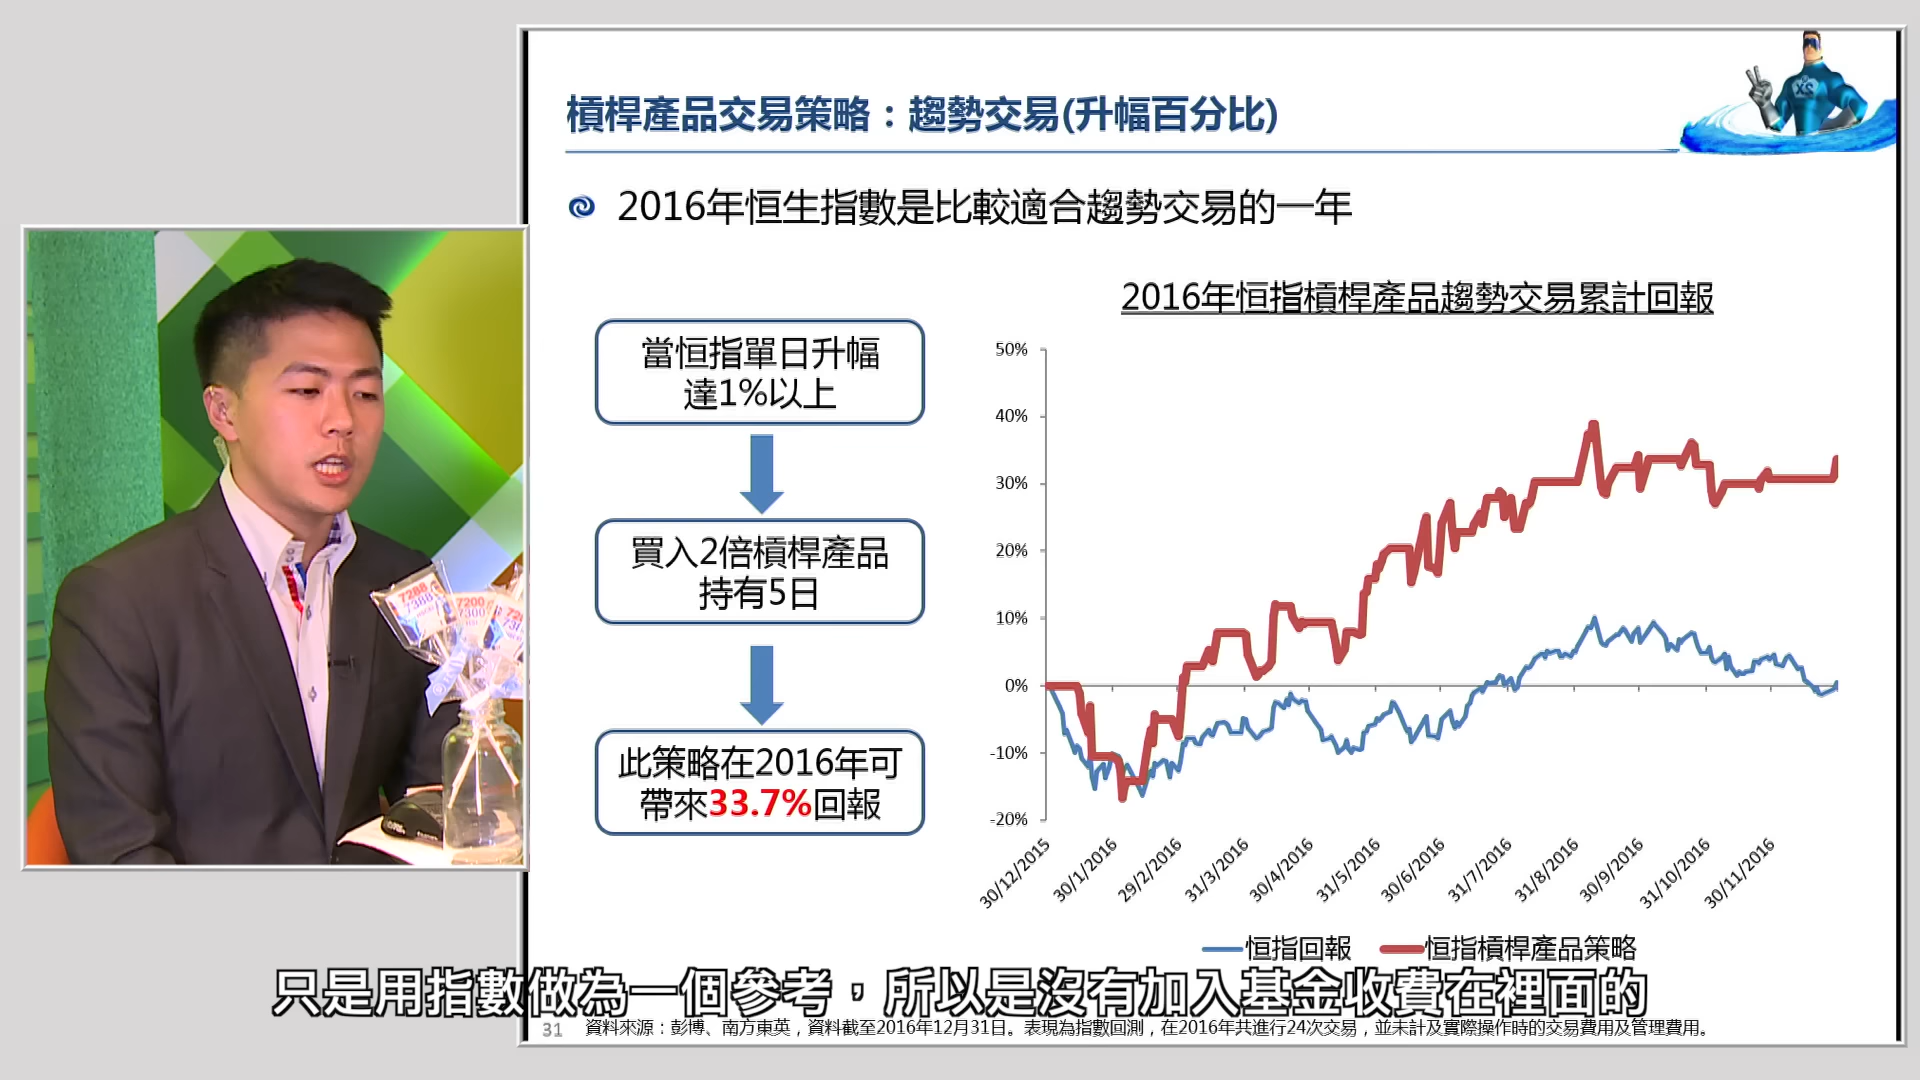 XS
槓桿產品交易策略：趨勢交易(升幅百分比)
2016年恒生指數是比較適合趨勢交易的一年
當恒指單日升幅
達1%以上
買入2倍槓桿產品
持有5日
此策略在2016年可
帶來33.7%回報
2016年恒指槓桿產品趨勢交易累計回報
50%
40%
30%
20%
10%
0%
-10%
-20%
30/12/2015
30/1/2016
29/2/2016
31/3/2016
30/4/2016
31/5/2016
30/6/2016
31/7/2016
31/8/2016
30/9/2016
31/10/2016
30/11/2016
恒指回報
恒指槓桿產品策略
7288
7388
7200
7300
只是用指數做為一個參考，所以是沒有加入基金收費在裡面的
31
資料來源：彭博、南方東英，資料截至2016年12月31日。表現為指數回測，在2016年共進行24次交易，並未計及實際操作時的交易費用及管理費用。